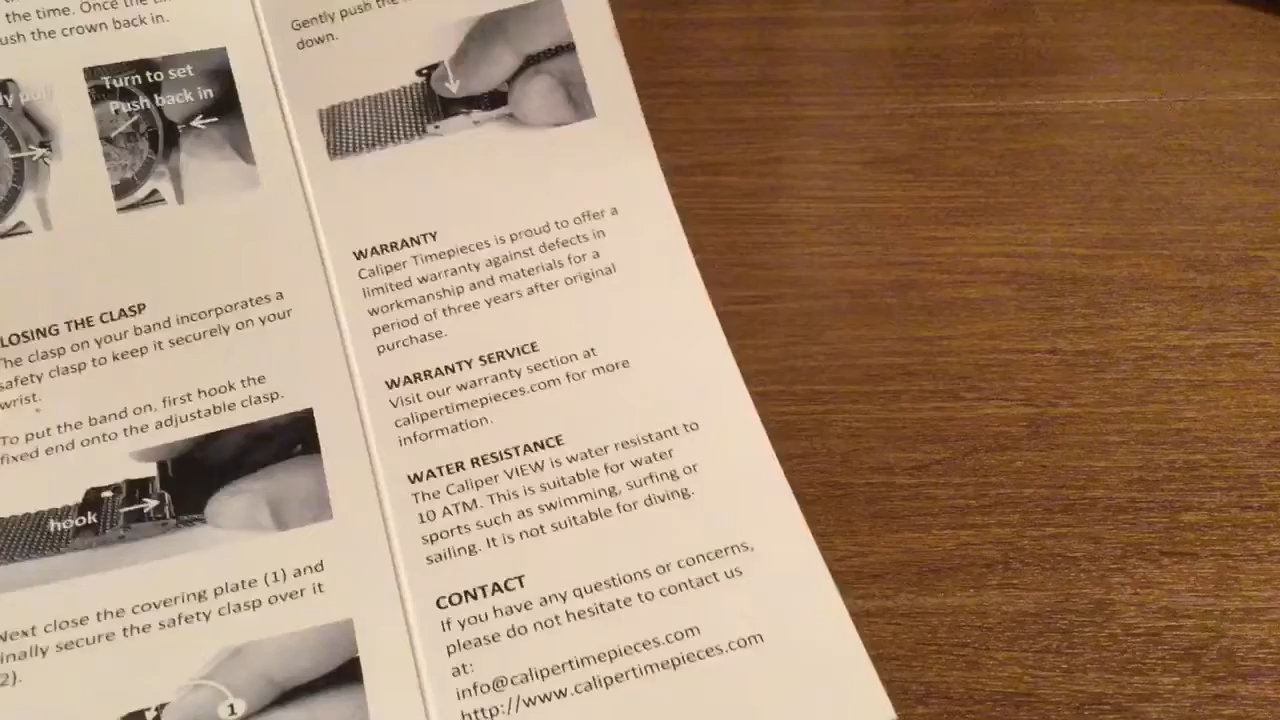 the time. Once the
ush the crown back in.
Turn to set
Push back in
LOSING THE CLASP
The clasp on your band incorporates a
safety clasp to keep it securely on your
wrist.
To put the band on, first hook the
fixed end onto the adjustable clasp.
hook
Next close the covering plate (1) and
inally secure the safety clasp over it
2).
1
Gently push the
down.
WARRANTY
Caliper Timepieces is proud to offer a
limited warranty against defects in
workmanship and materials for a
period of three years after original
purchase.
WARRANTY SERVICE
Visit our warranty section at
calipertimepieces.com for more
information.
WATER RESISTANCE
The Caliper VIEW is water resistant to
10 ATM. This is suitable for water
sports such as swimming, surfing or
sailing. It is not suitable for diving.
CONTACT
If you have any questions or concerns,
please do not hesitate to contact us
at:
info@calipertimepieces.com
http://www.calipertimepieces.com